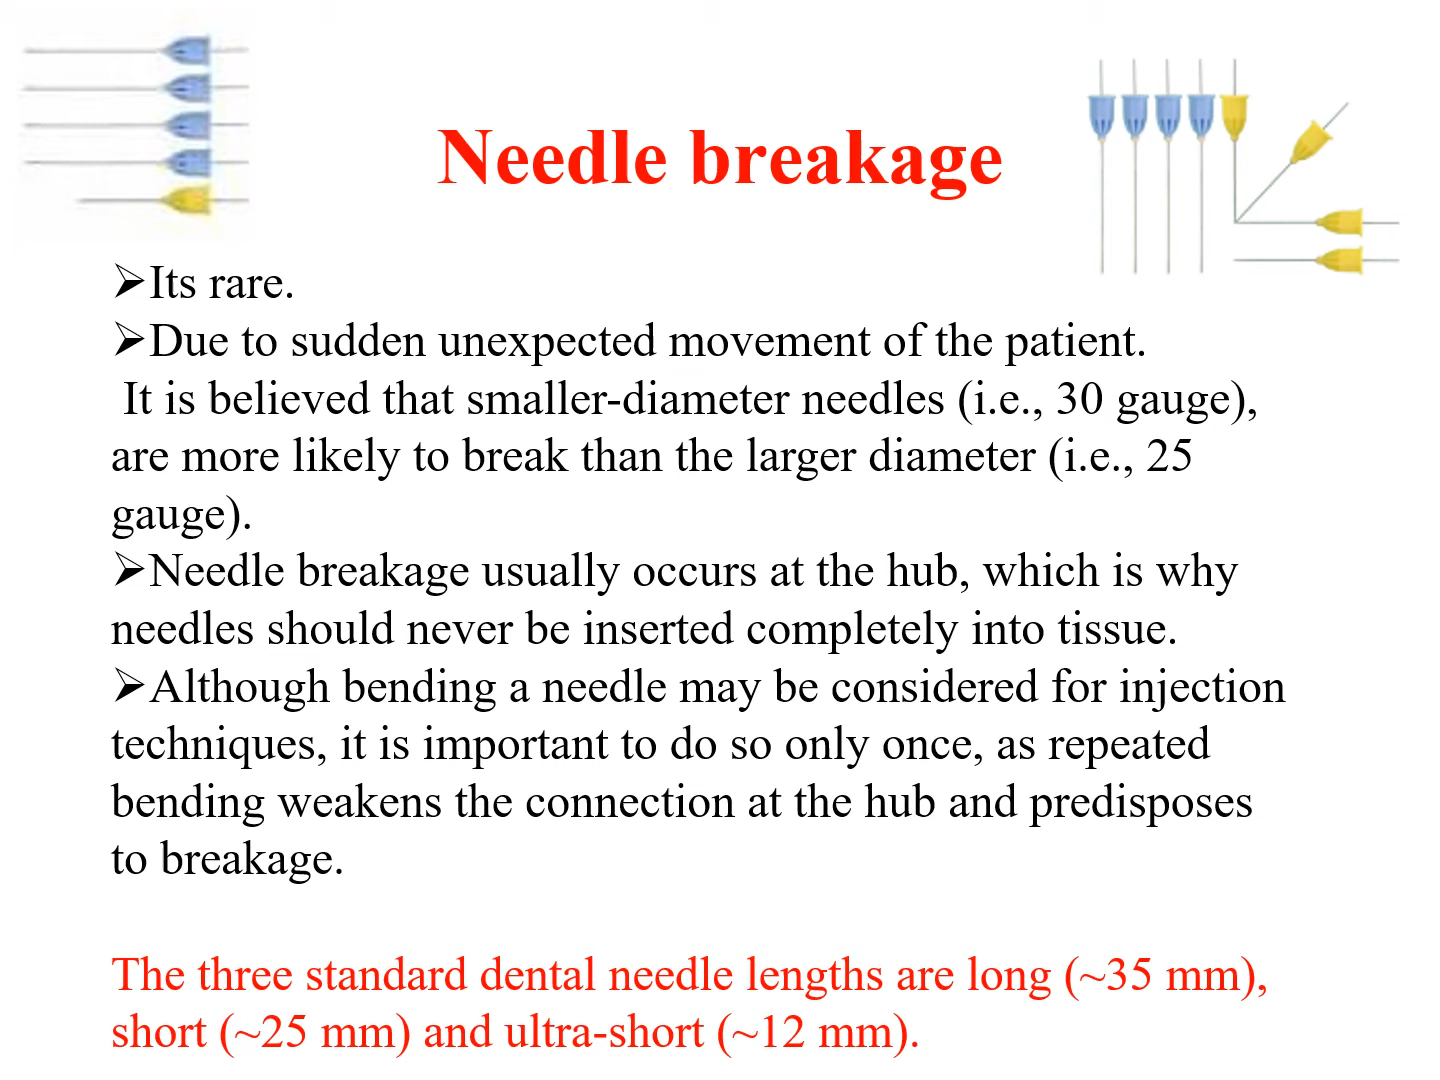 Needle breakage
➢Its rare.
➢Due to sudden unexpected movement of the patient.
It is believed that smaller-diameter needles (i.e., 30 gauge),
are more likely to break than the larger diameter (i.e., 25
gauge).
➢Needle breakage usually occurs at the hub, which is why
needles should never be inserted completely into tissue.
➢Although bending a needle may be considered for injection
techniques, it is important to do so only once, as repeated
bending weakens the connection at the hub and predisposes
to breakage.
The three standard dental needle lengths are long (~35 mm),
short (~25 mm) and ultra-short (~12 mm).